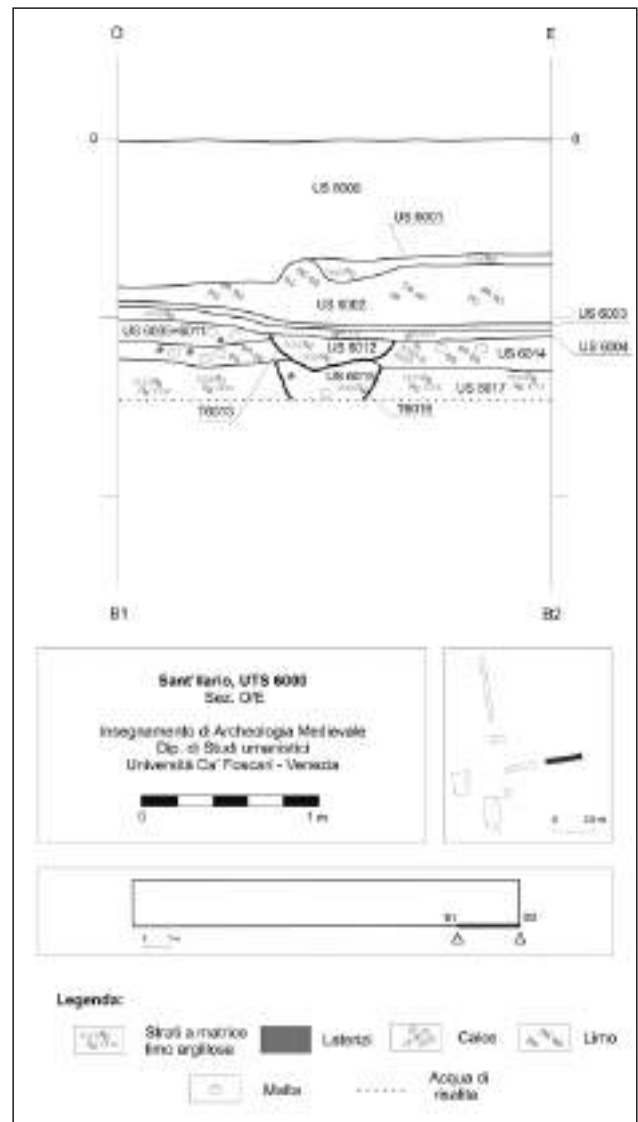 O E
0 0
US 6000
US 6001
US 6002
US 6003
US 6004
US 6012
US 6014
US 6017
B1 B2
Sant'Ilario, UTS 6000
Sez. O/E
Insegnamento di Archeologia Medievale
Dip. di Studi umanistici
Università Ca' Foscari - Venezia
0 1 m
B1 B2
Legenda:
Strati a matrice
limo argillosa
Laterizi
Calce
Limo
Malta
Acqua di
risalita